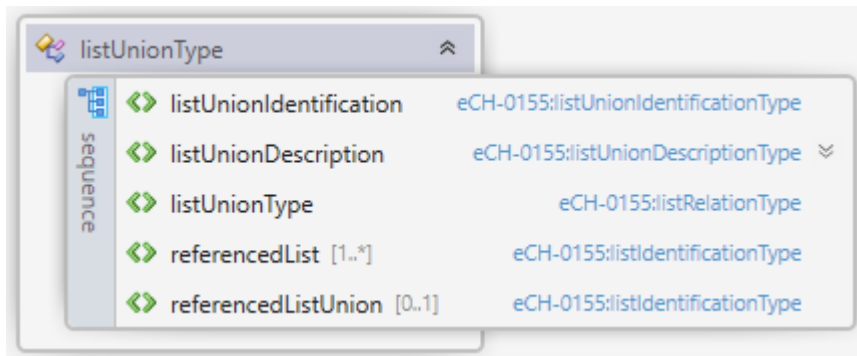 listUnionType
sequence
listUnionIdentification eCH-0155:listUnionIdentificationType
listUnionDescription eCH-0155:listUnionDescriptionType
listUnionType eCH-0155:listRelationType
referencedList [1..*] eCH-0155:listIdentificationType
referencedListUnion [0..1] eCH-0155:listIdentificationType